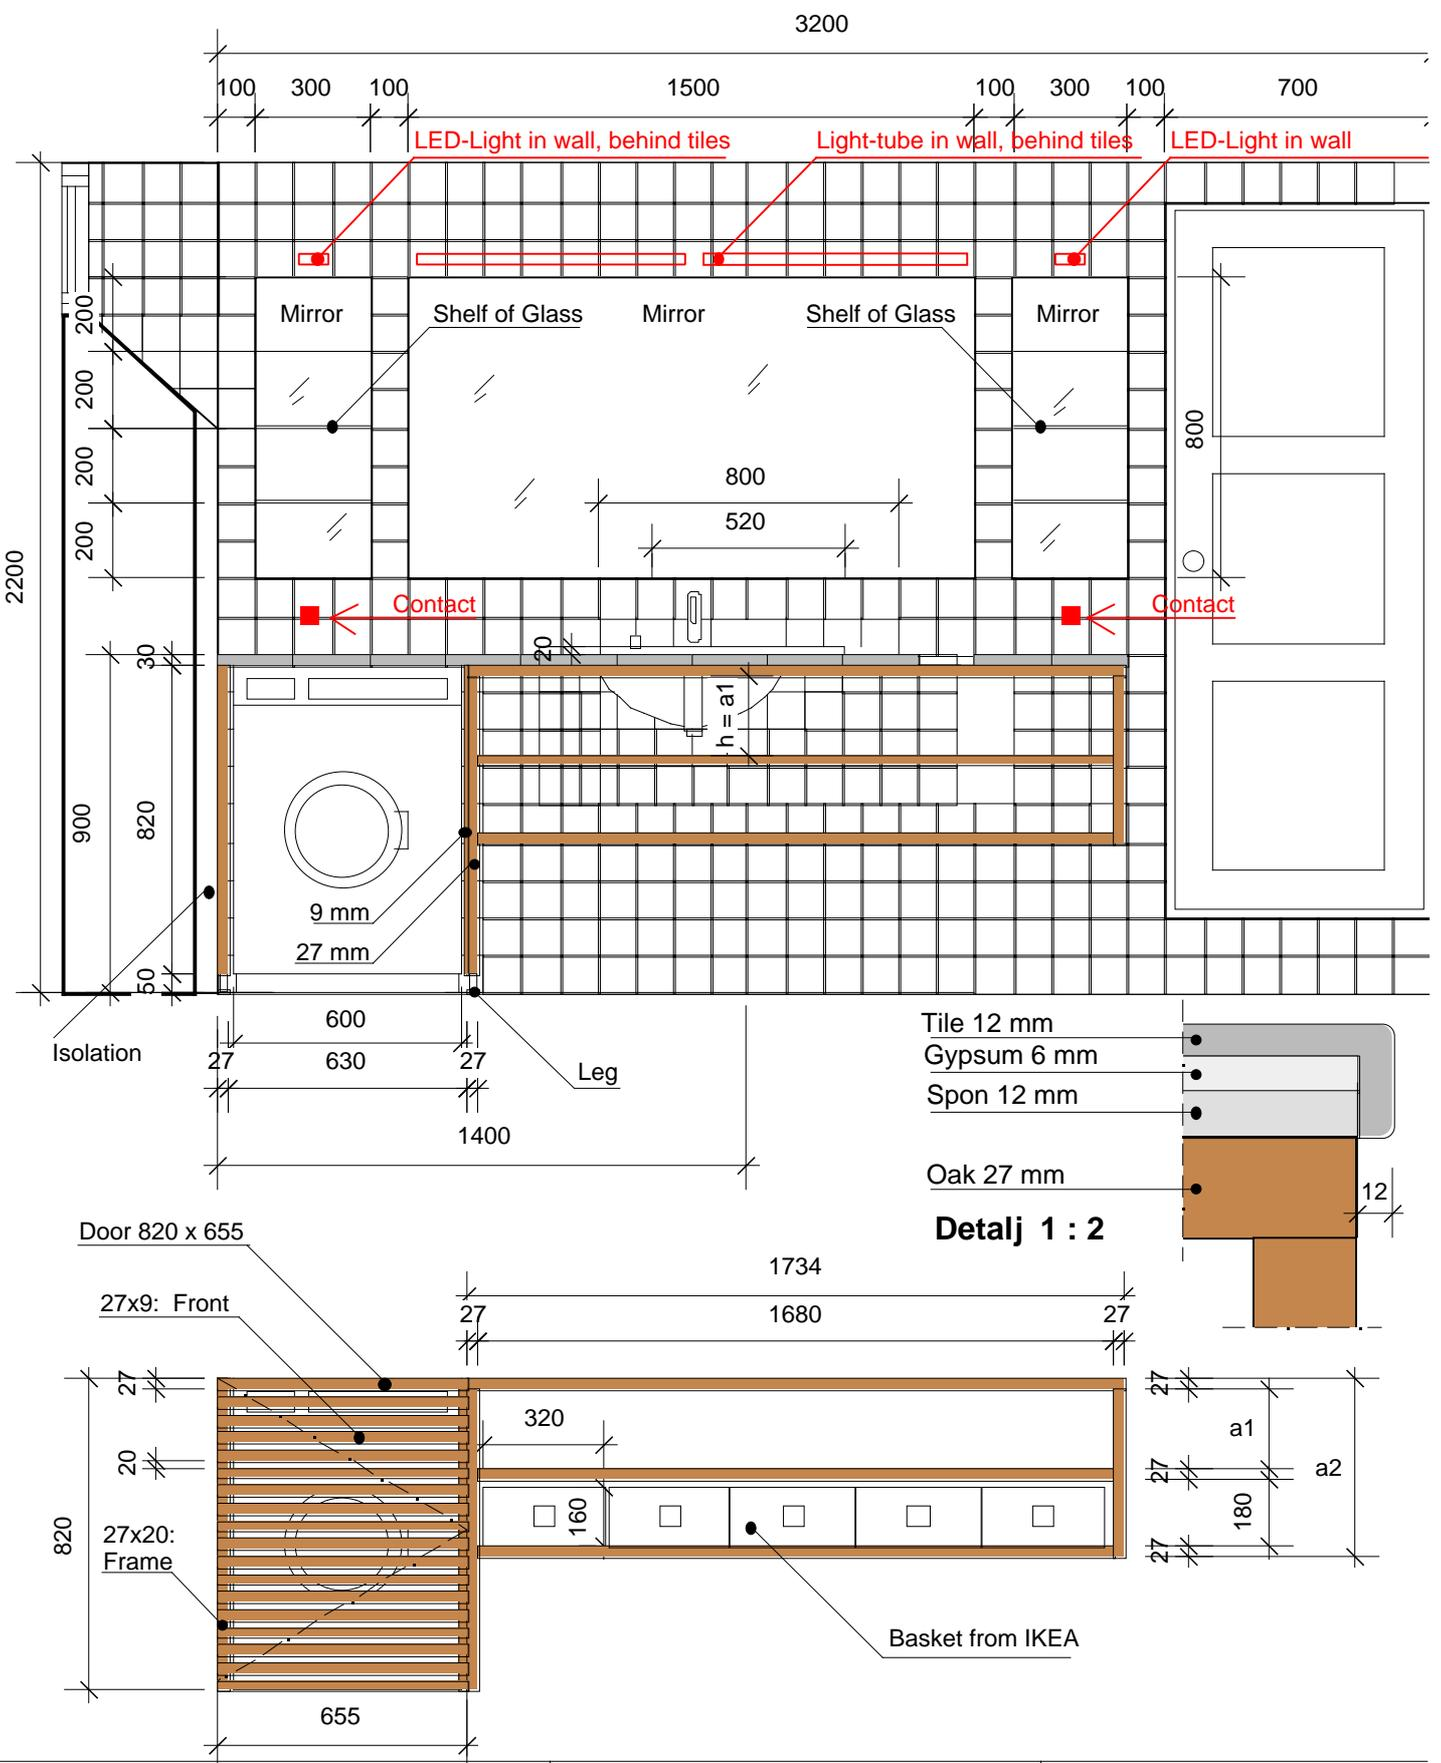 3200
100 300 100 1500 100 300 100 700
LED-Light in wall, behind tiles
Light-tube in wall, behind tiles
LED-Light in wall
Mirror
Shelf of Glass
Mirror
Shelf of Glass
Mirror
200
200
200
200
2200
800
800
520
Contact
Contact
30
20
h = a1
900
820
50
9 mm
27 mm
Isolation
600
27 630 27
Leg
1400
Tile 12 mm
Gypsum 6 mm
Spon 12 mm
Oak 27 mm
12
Detalj 1 : 2
Door 820 x 655
27x9: Front
1734
27 1680 27
27
20
820
27x20:
Frame
320
160
27
a1
27
a2
180
27
Basket from IKEA
655